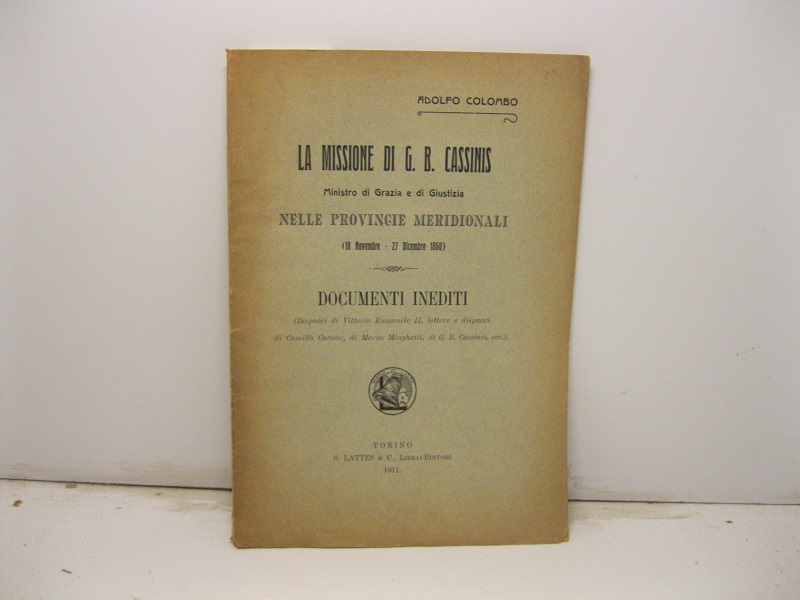 ADOLFO COLOMBO
LA MISSIONE DI G. B. CASSINIS
Ministro di Grazia e di Giustizia
NELLE PROVINCIE MERIDIONALI
(18 Novembre - 27 Dicembre 1860)
DOCUMENTI INEDITI
(Dispacci di Vittorio Emanuele II, lettere e dispacci
di Camillo Cavour, di Marco Minghetti, di G. B. Cassinis, ecc.).
TORINO
S. LATTES & C., LIBRAI-EDITORI
1911.